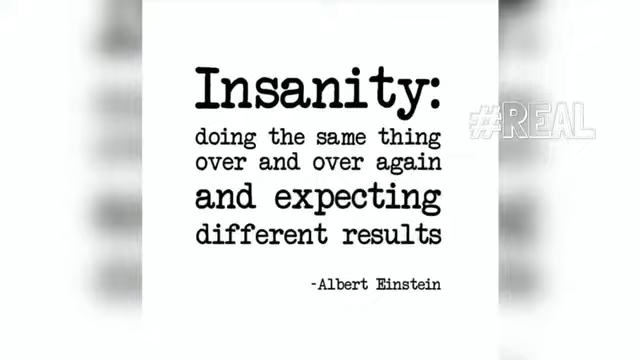 Insanity:
doing the same thing
over and over again
and expecting
different results
-Albert Einstein
#REAL